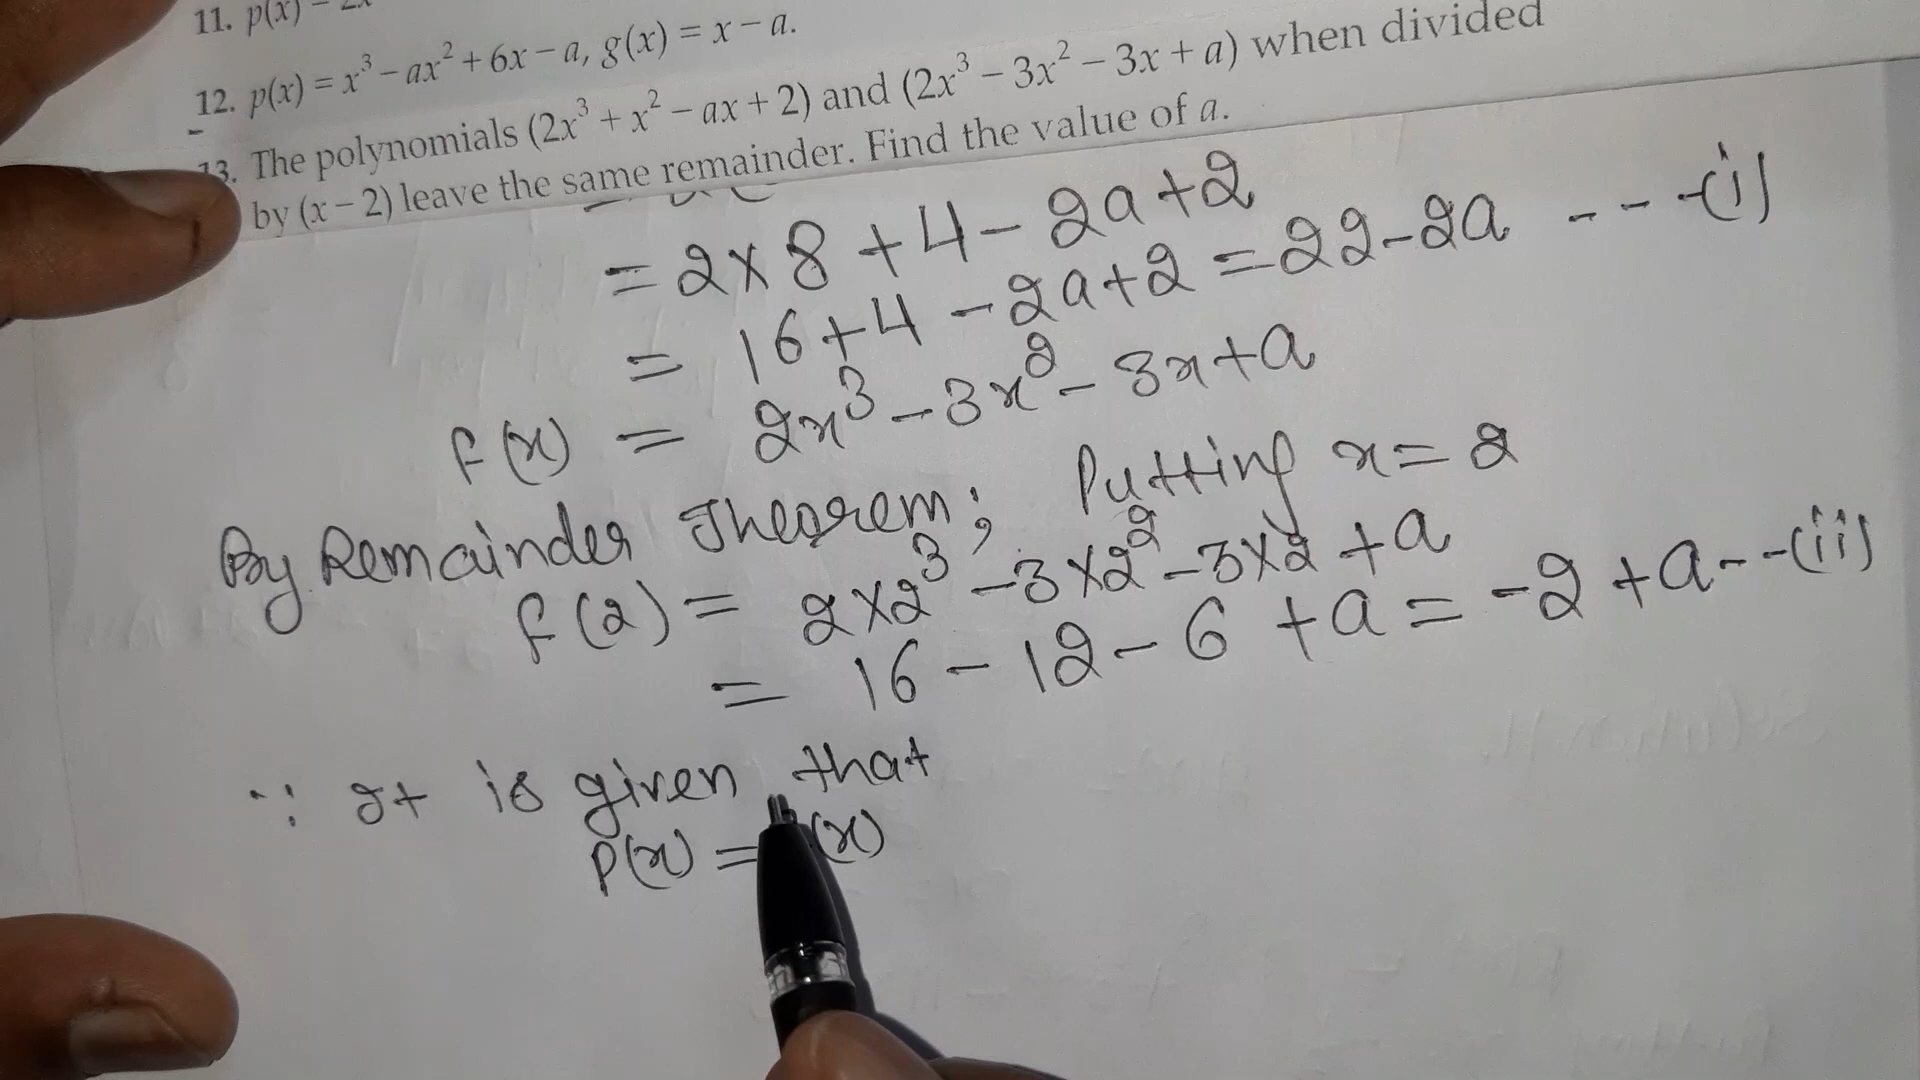 11. p(x)
12. p(x) = x³ – ax² + 6x – a, g(x) = x – a.
13. The polynomials (2x³ + x² – ax + 2) and (2x³ – 3x² – 3x + a) when divided
by (x – 2) leave the same remainder. Find the value of a.
= 2×8+4-2a+2
= 16+4-2a+2 = 22-2a ---(i)
f(x) = 2x³-3x²-3x+a
By Remainder Theorem; Putting x=2
f(2) = 2×2³-3×2²-3×2+a
= 16-12-6+a = -2+a--(ii)
∵ It is given that
P(x) = (x)